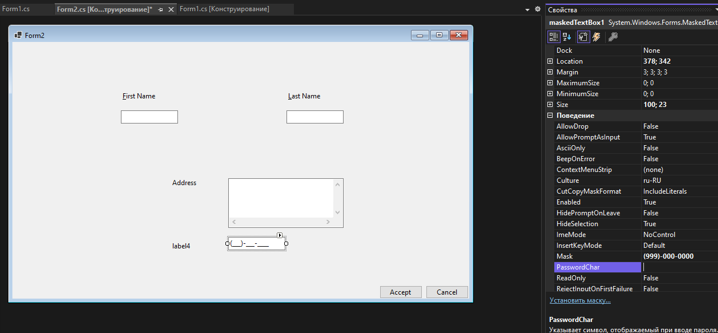 Form1.cs
Form2.cs [Ко...труирование]*
Form1.cs [Конструирование]
Form2
First Name
Last Name
Address
label4
(___)-___-____
Accept
Cancel
Свойства
maskedTextBox1 System.Windows.Forms.MaskedText
Dock None
Location 378; 342
Margin 3; 3; 3; 3
MaximumSize 0; 0
MinimumSize 0; 0
Size 100; 23
Поведение
AllowDrop False
AllowPromptAsInput True
AsciiOnly False
BeepOnError False
ContextMenuStrip (none)
Culture ru-RU
CutCopyMaskFormat IncludeLiterals
Enabled True
HidePromptOnLeave False
HideSelection True
ImeMode NoControl
InsertKeyMode Default
Mask (999)-000-0000
PasswordChar
ReadOnly False
RejectInputOnFirstFailure False
Установить маску...
PasswordChar
Указывает символ, отображаемый при вводе пароля